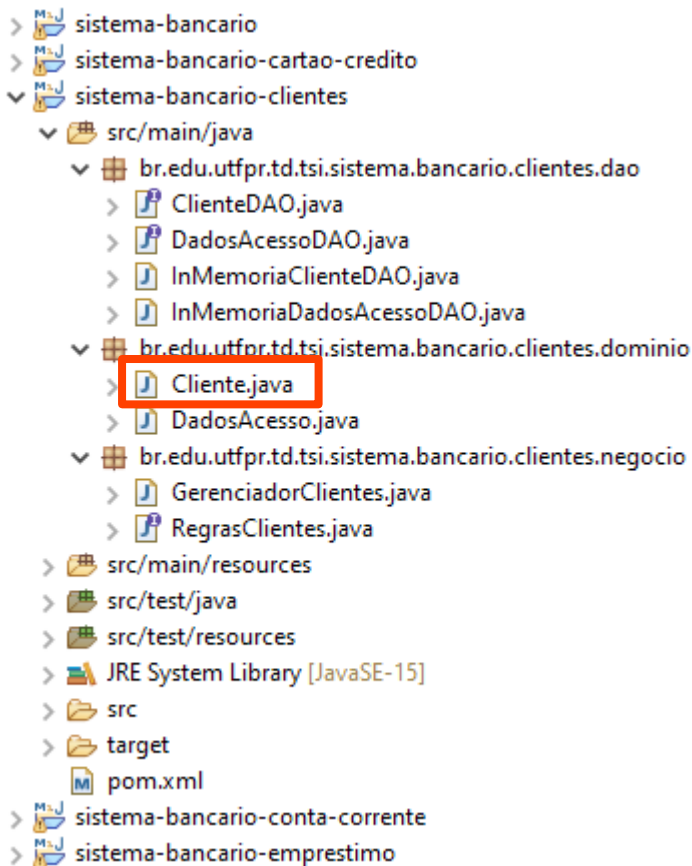 sistema-bancario
sistema-bancario-cartao-credito
sistema-bancario-clientes
src/main/java
br.edu.utfpr.td.tsi.sistema.bancario.clientes.dao
ClienteDAO.java
DadosAcessoDAO.java
InMemoriaClienteDAO.java
InMemoriaDadosAcessoDAO.java
br.edu.utfpr.td.tsi.sistema.bancario.clientes.dominio
Cliente.java
DadosAcesso.java
br.edu.utfpr.td.tsi.sistema.bancario.clientes.negocio
GerenciadorClientes.java
RegrasClientes.java
src/main/resources
src/test/java
src/test/resources
JRE System Library [JavaSE-15]
src
target
pom.xml
sistema-bancario-conta-corrente
sistema-bancario-emprestimo